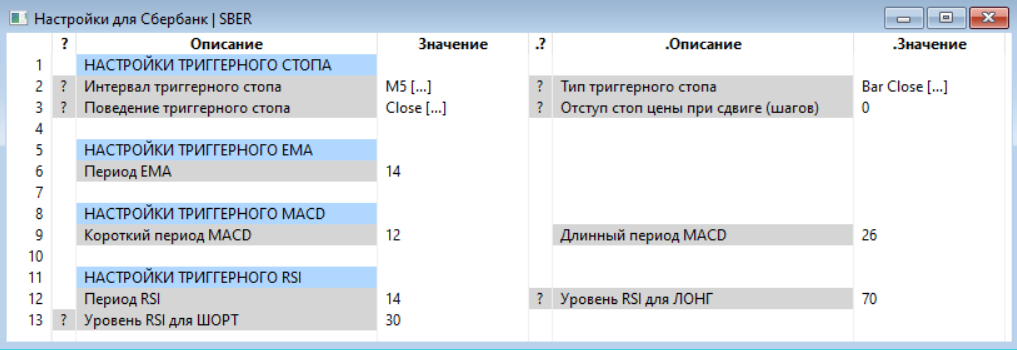 Настройки для Сбербанк | SBER
? Описание Значение .? .Описание .Значение
1 НАСТРОЙКИ ТРИГГЕРНОГО СТОПА
2 ? Интервал триггерного стопа M5 [...] ? Тип триггерного стопа Bar Close [...]
3 ? Поведение триггерного стопа Close [...] ? Отступ стоп цены при сдвиге (шагов) 0
4
5 НАСТРОЙКИ ТРИГГЕРНОГО EMA
6 Период EMA 14
7
8 НАСТРОЙКИ ТРИГГЕРНОГО MACD
9 Короткий период MACD 12 Длинный период MACD 26
10
11 НАСТРОЙКИ ТРИГГЕРНОГО RSI
12 Период RSI 14 ? Уровень RSI для ЛОНГ 70
13 ? Уровень RSI для ШОРТ 30